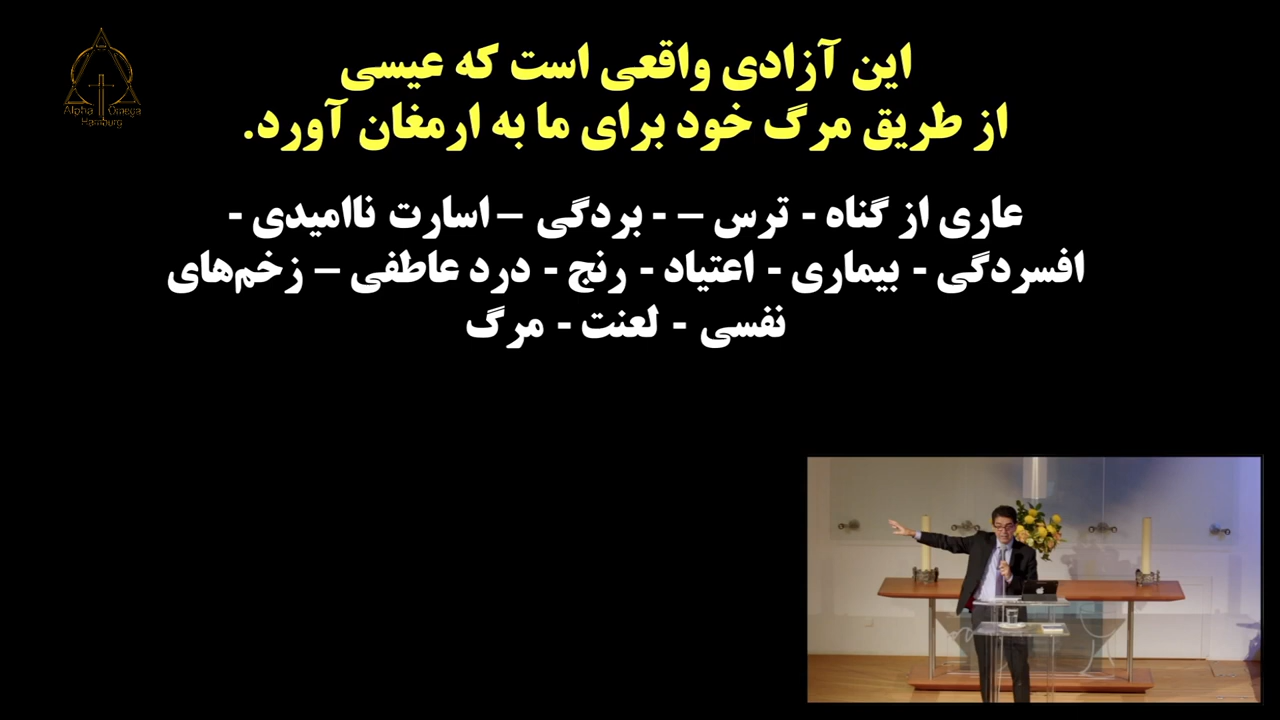 Alpha Omega
Hamburg
این آزادی واقعی است که عیسی
از طریق مرگ خود برای ما به ارمغان آورد.
عاری از گناه - ترس – - بردگی – اسارت ناامیدی -
افسردگی - بیماری - اعتیاد - رنج - درد عاطفی – زخم‌های
نفسی - لعنت - مرگ